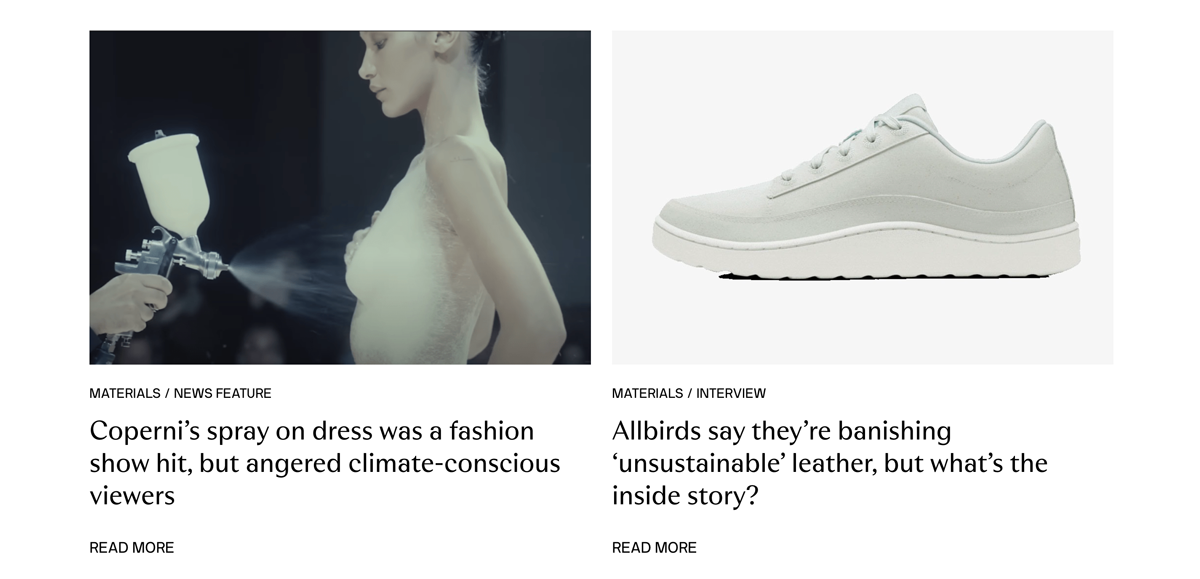 MATERIALS / NEWS FEATURE
Coperni’s spray on dress was a fashion
show hit, but angered climate-conscious
viewers
READ MORE
MATERIALS / INTERVIEW
Allbirds say they’re banishing
‘unsustainable’ leather, but what’s the
inside story?
READ MORE